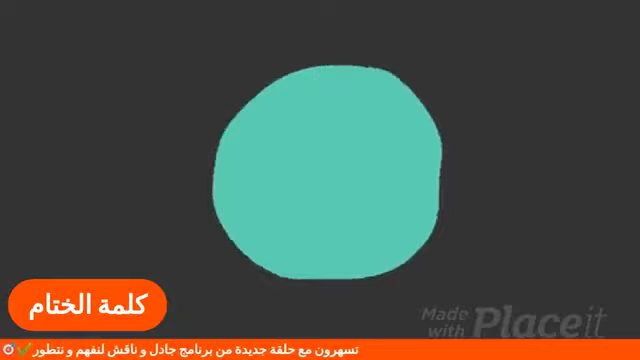 كلمة الختام
Made
with Placeit
تسهرون مع حلقة جديدة من برنامج جادل و ناقش لنفهم و نتطور ✅🎯